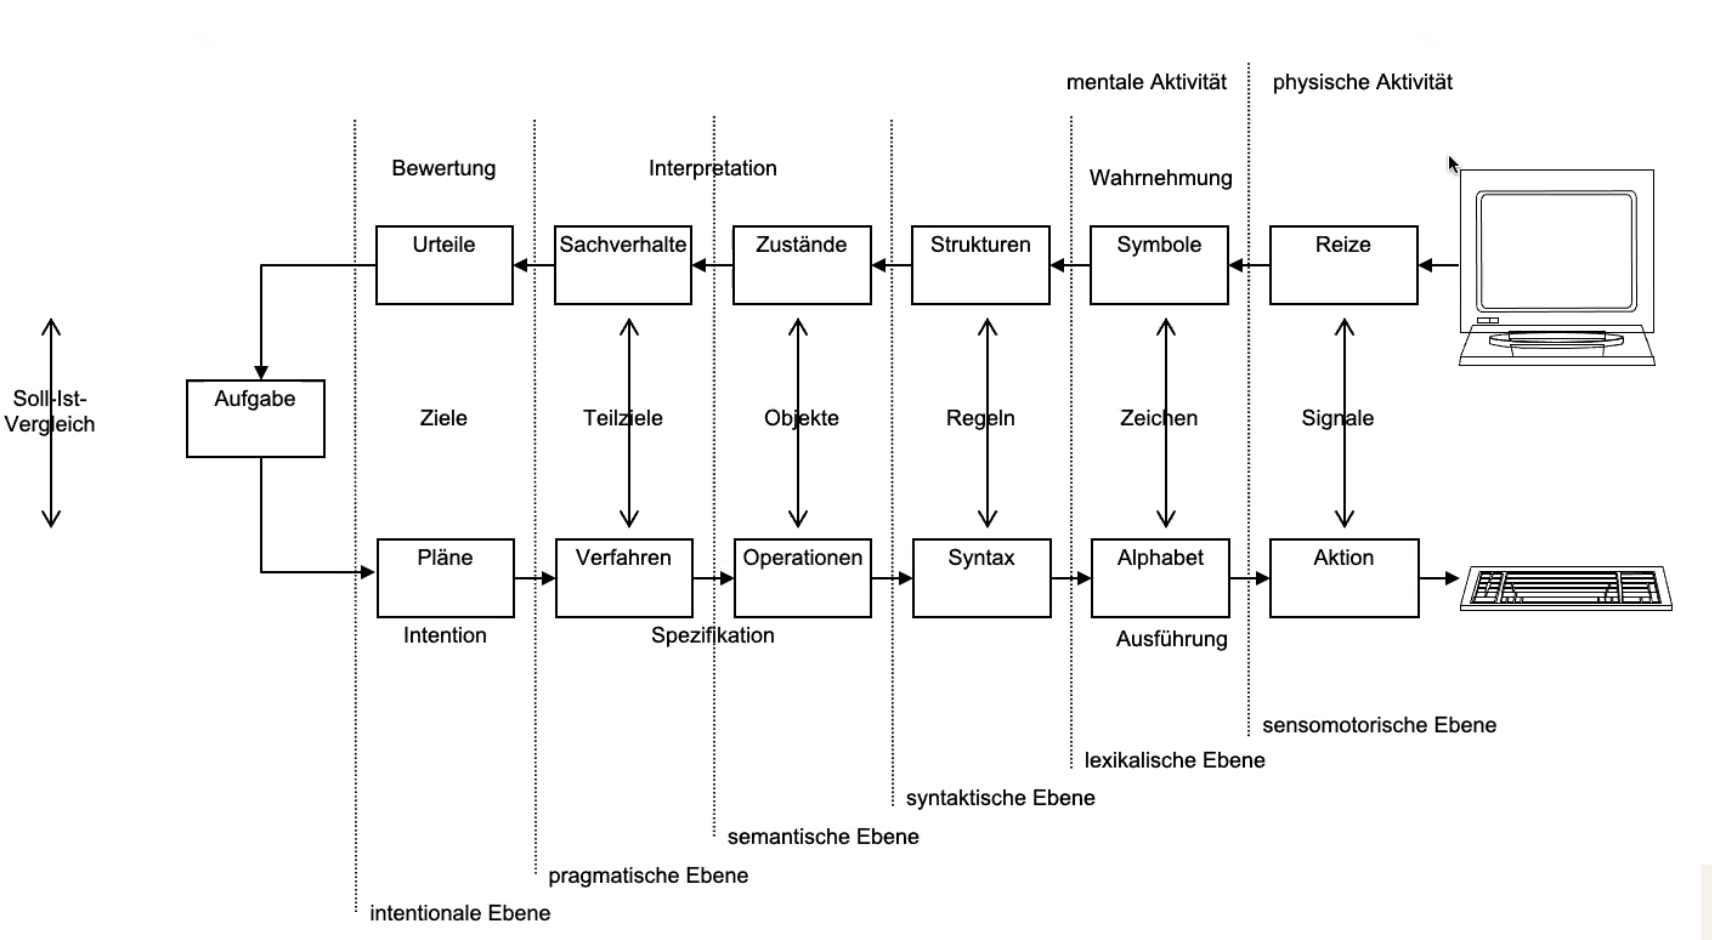 mentale Aktivität
physische Aktivität
Bewertung
Interpretation
Wahrnehmung
Urteile
Sachverhalte
Zustände
Strukturen
Symbole
Reize
Soll-Ist-
Vergleich
Aufgabe
Ziele
Teilziele
Objekte
Regeln
Zeichen
Signale
Pläne
Verfahren
Operationen
Syntax
Alphabet
Aktion
Intention
Spezifikation
Ausführung
sensomotorische Ebene
lexikalische Ebene
syntaktische Ebene
semantische Ebene
pragmatische Ebene
intentionale Ebene